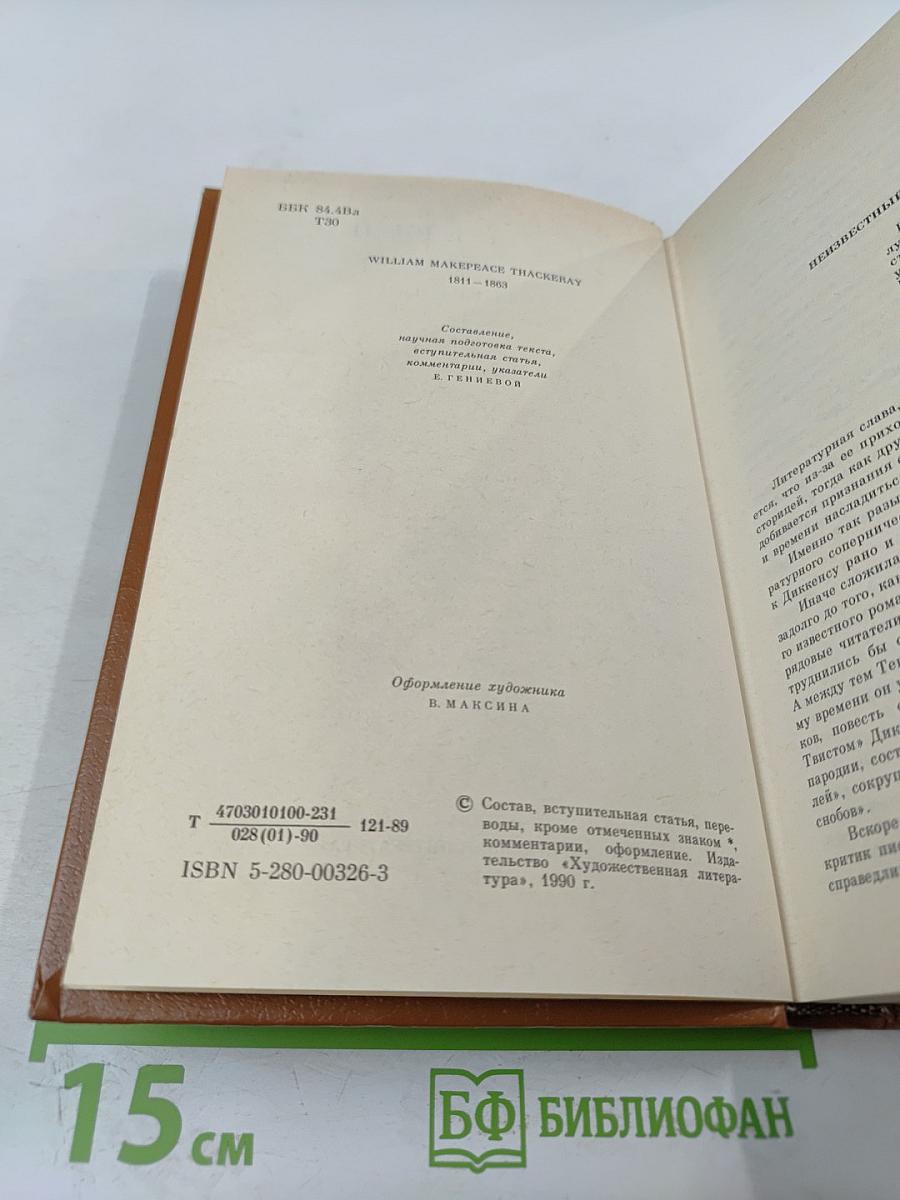 ББК 84.4Вл
Т30
WILLIAM MAKEPEACE THACKERAY
1811—1863
Составление,
научная подготовка текста,
вступительная статья,
комментарии, указатели
Е. ГЕНИЕВОЙ
Оформление художника
В. МАКСИНА
Т 4703010100-231
028(01)-90
121-89
ISBN 5-280-00326-3
© Состав, вступительная статья, пере-
воды, кроме отмеченных знаком *,
комментарии, оформление. Изда-
тельство «Художественная литера-
тура», 1990 г.
НЕИЗВЕСТНЫЙ
Литературная слава,
ется, что из-за ее прихо
сторицей, тогда как дру
добивается признания
и времени насладитьс
Именно так разы
ратурного соперниче
к Диккенсу рано и
Иначе сложила
задолго до того, как
го известного рома
рядовые читатели
труднились бы
А между тем Те
му времени он у
ков, повесть
Твистом» Дик
пародии, сост
лей», сокруп
снобов».
Вскоре
критик пис
справедли
15 см
БФ БИБЛИОФАН